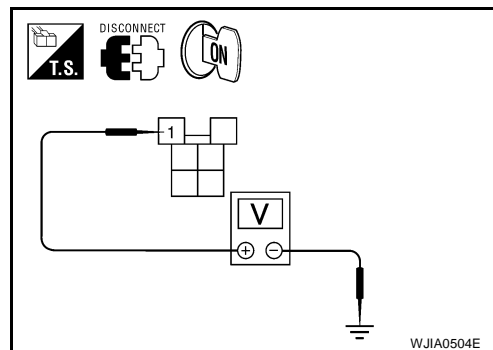 T.S.
DISCONNECT
ON
1
V
+ −
WJIA0504E